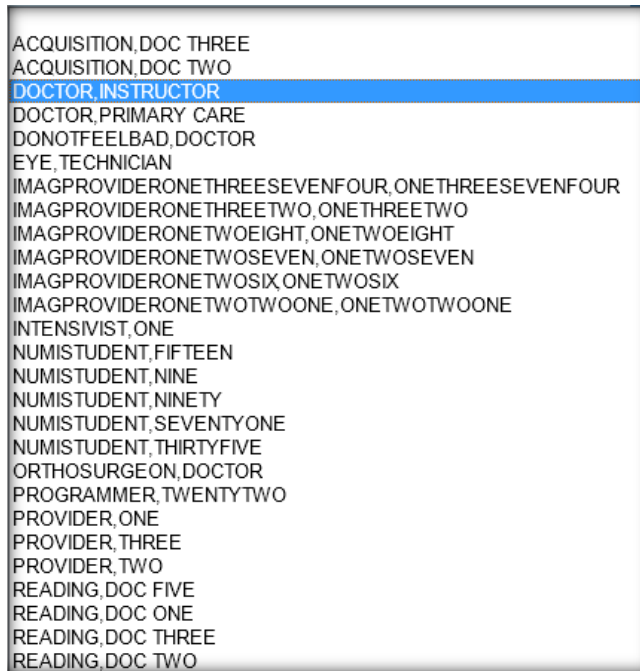 ACQUISITION,DOC THREE
ACQUISITION,DOC TWO
DOCTOR,INSTRUCTOR
DOCTOR,PRIMARY CARE
DONOTFEELBAD,DOCTOR
EYE,TECHNICIAN
IMAGPROVIDERONETHREESEVENFOUR,ONETHREESEVENFOUR
IMAGPROVIDERONETHREETWO,ONETHREETWO
IMAGPROVIDERONETWOEIGHT,ONETWOEIGHT
IMAGPROVIDERONETWOSEVEN,ONETWOSEVEN
IMAGPROVIDERONETWOSIX,ONETWOSIX
IMAGPROVIDERONETWOTWOONE,ONETWOTWOONE
INTENSIVIST,ONE
NUMISTUDENT,FIFTEEN
NUMISTUDENT,NINE
NUMISTUDENT,NINETY
NUMISTUDENT,SEVENTYONE
NUMISTUDENT,THIRTYFIVE
ORTHOSURGEON,DOCTOR
PROGRAMMER,TWENTYTWO
PROVIDER,ONE
PROVIDER,THREE
PROVIDER,TWO
READING,DOC FIVE
READING,DOC ONE
READING,DOC THREE
READING,DOC TWO